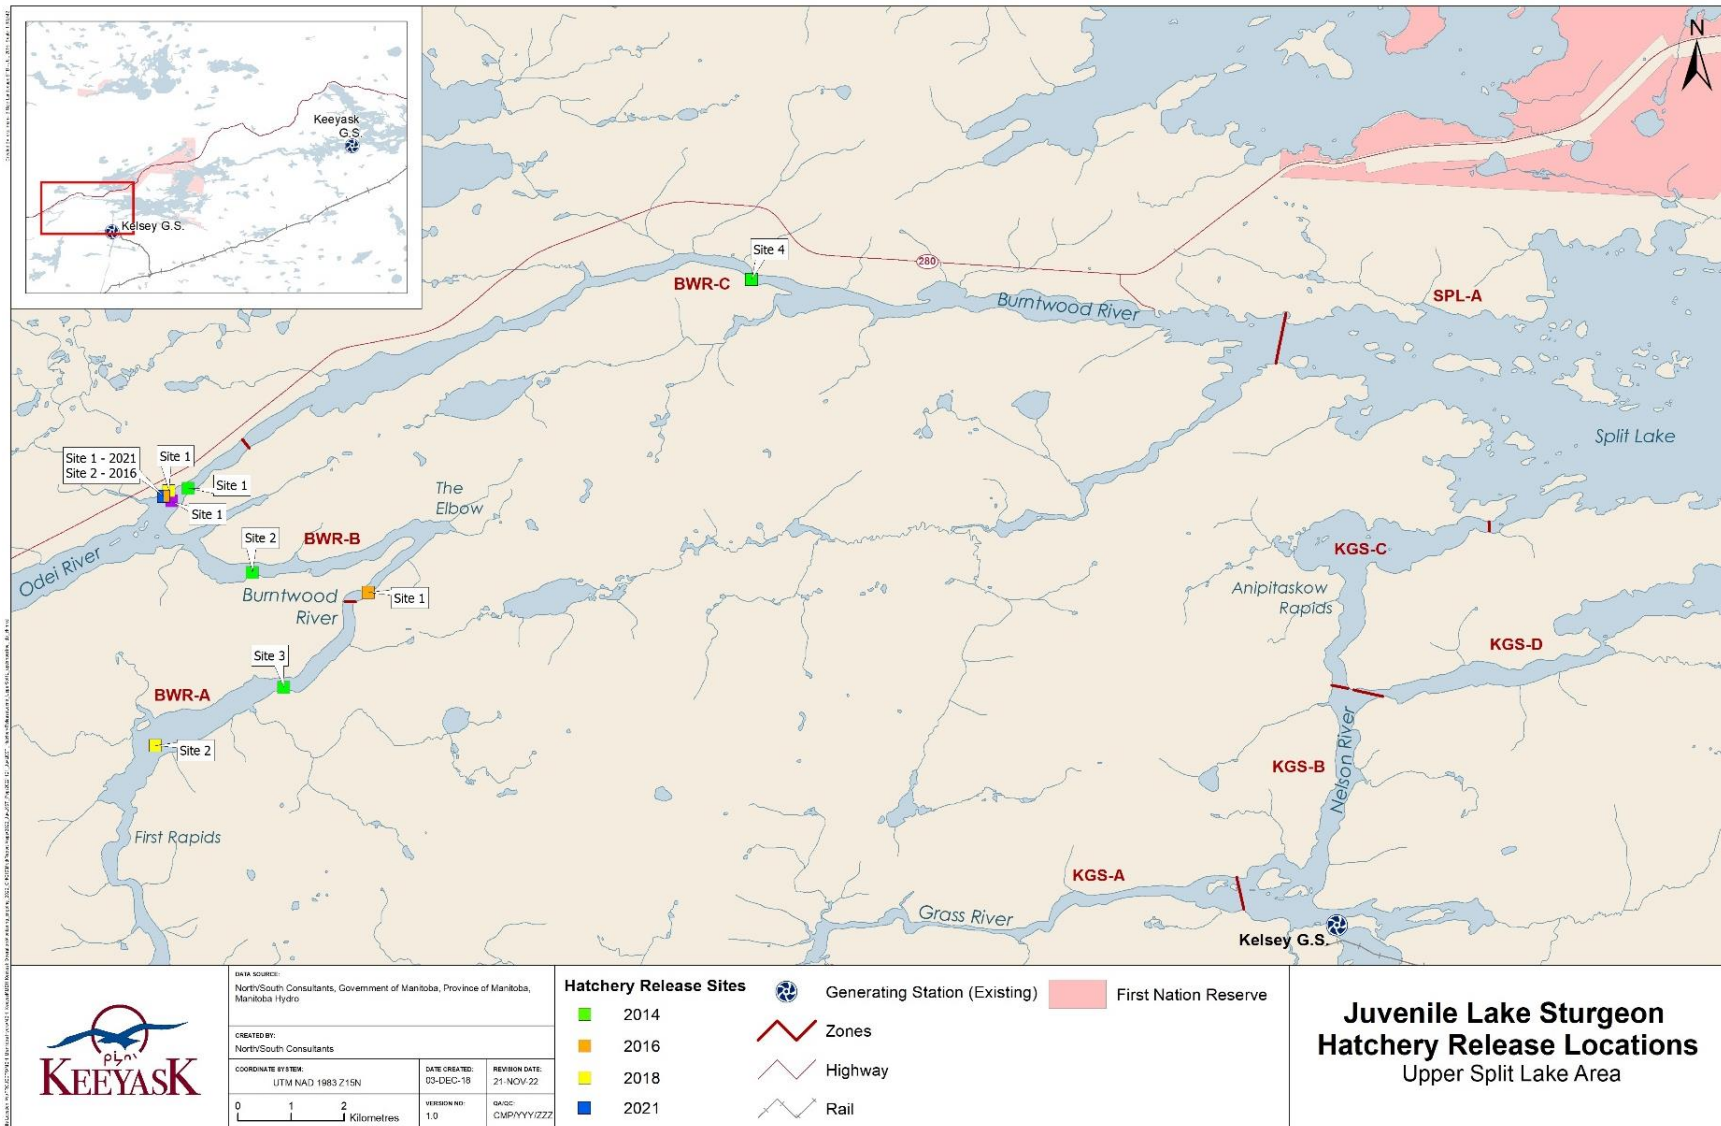 N
Keeyask
G.S.
Kelsey G.S.
Site 4
BWR-C
280
Burntwood River
SPL-A
Split Lake
Site 1 - 2021
Site 2 - 2016
Site 1
Site 1
Site 1
The
Elbow
Odei River
Site 2
BWR-B
Burntwood
River
Site 1
KGS-C
Anipitaskow
Rapids
KGS-D
Site 3
BWR-A
Site 2
First Rapids
KGS-B
Nelson River
KGS-A
Grass River
Kelsey G.S.
KEEYASK
DATA SOURCE:
North/South Consultants, Government of Manitoba, Province of Manitoba,
Manitoba Hydro
CREATED BY:
North/South Consultants
COORDINATE SYSTEM:
UTM NAD 1983 Z15N
DATE CREATED:
03-DEC-18
REVISION DATE:
21-NOV-22
0 1 2 Kilometres
VERSION NO:
1.0
QA/QC:
CMP/YYY/ZZZ
Hatchery Release Sites
2014
2016
2018
2021
Generating Station (Existing)
Zones
Highway
Rail
First Nation Reserve
Juvenile Lake Sturgeon
Hatchery Release Locations
Upper Split Lake Area